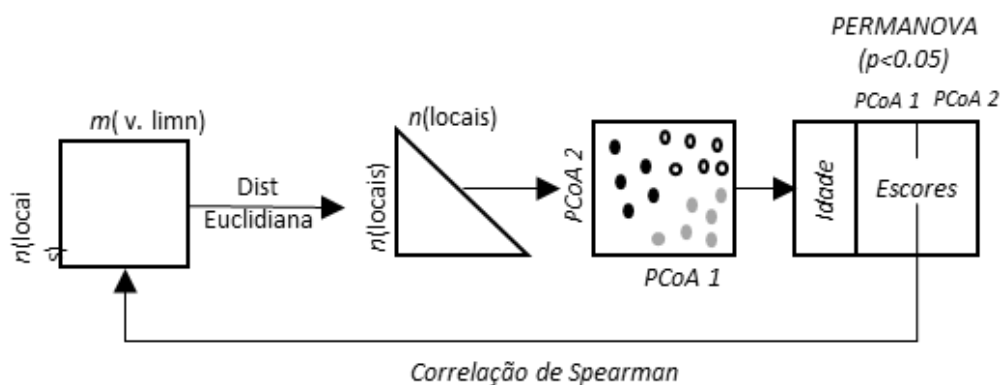 PERMANOVA
(p<0.05)
PCoA 1 PCoA 2
m( v. limn)
n(locai
s)
Dist
Euclidiana
n(locais)
n(locais)
PCoA 2
PCoA 1
Idade
Escores
Correlação de Spearman